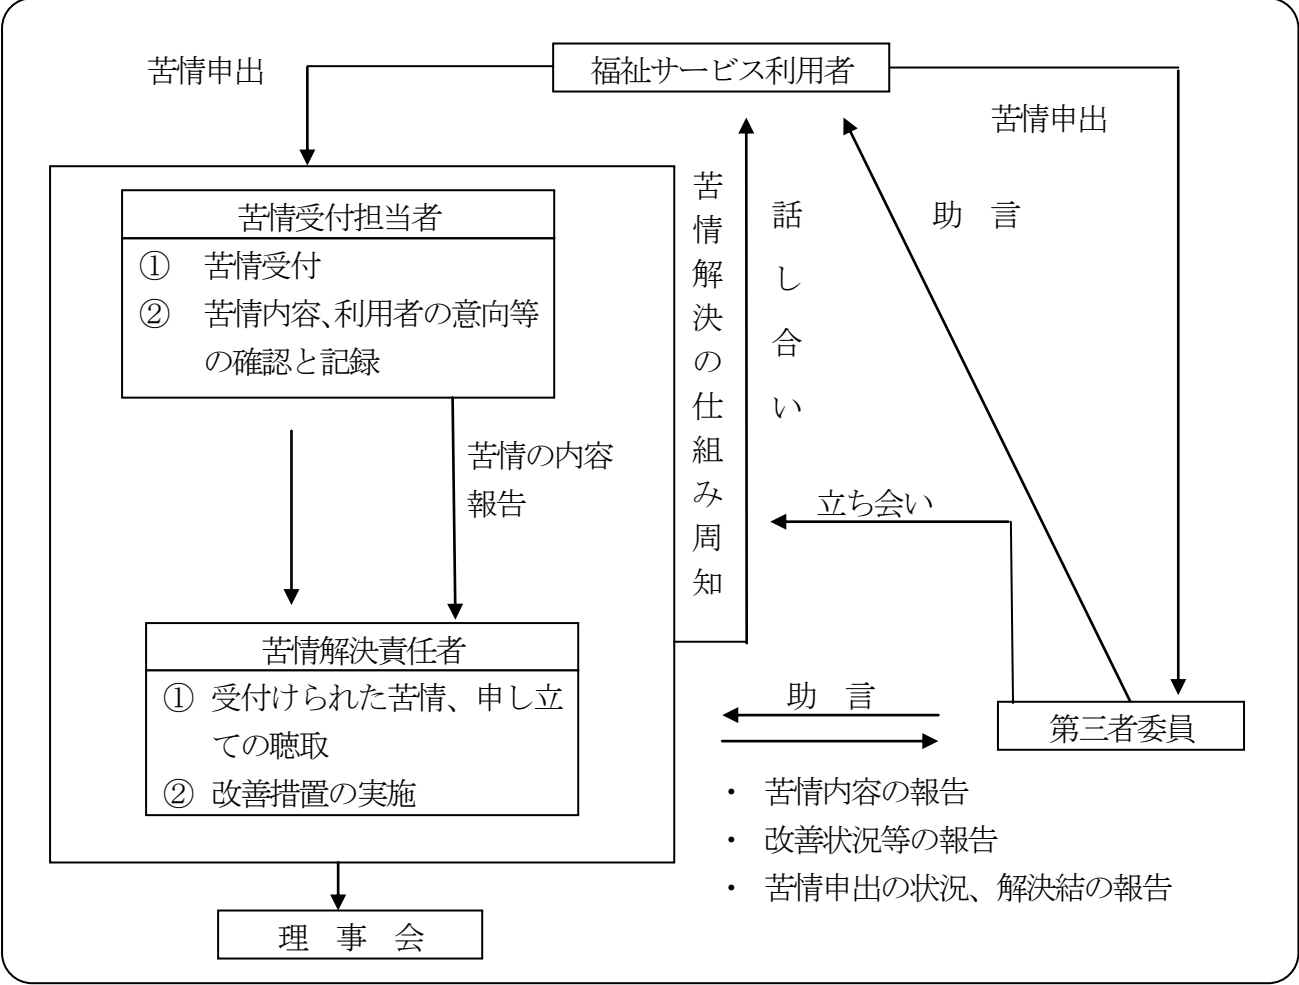 福祉サービス利用者
苦情申出
苦情申出
苦情受付担当者
① 苦情受付
② 苦情内容、利用者の意向等
の確認と記録
苦情の内容
報告
苦情解決責任者
① 受付けられた苦情、申し立
ての聴取
② 改善措置の実施
理 事 会
苦情解決の仕組み周知
話し合い
助 言
立ち会い
助 言
第三者委員
・ 苦情内容の報告
・ 改善状況等の報告
・ 苦情申出の状況、解決結の報告